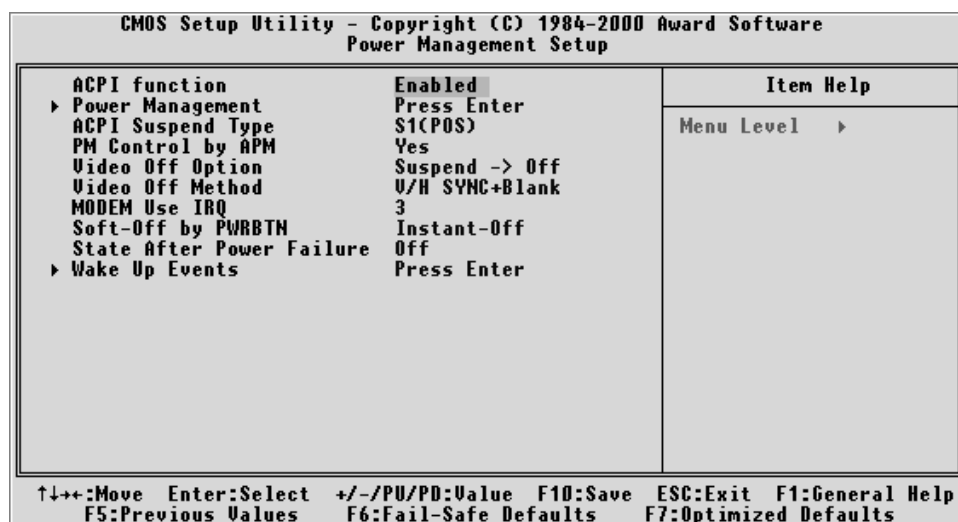 CMOS Setup Utility – Copyright (C) 1984–2000 Award Software
Power Management Setup
ACPI function Enabled
▸ Power Management Press Enter
ACPI Suspend Type S1(POS)
PM Control by APM Yes
Video Off Option Suspend -> Off
Video Off Method V/H SYNC+Blank
MODEM Use IRQ 3
Soft-Off by PWRBTN Instant-Off
State After Power Failure Off
▸ Wake Up Events Press Enter
Item Help
Menu Level ▸
↑↓→←:Move Enter:Select +/-/PU/PD:Value F10:Save ESC:Exit F1:General Help
F5:Previous Values F6:Fail-Safe Defaults F7:Optimized Defaults